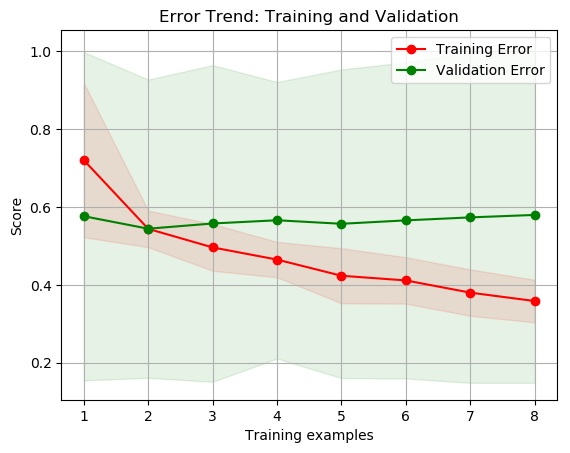 Error Trend: Training and Validation
Training Error
Validation Error
Score
1.0
0.8
0.6
0.4
0.2
1 2 3 4 5 6 7 8
Training examples